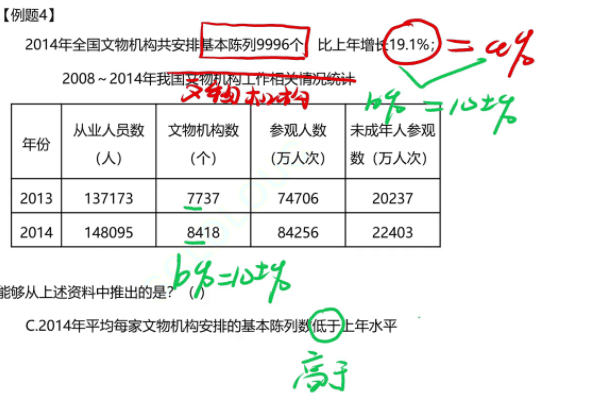 【例题4】
2014年全国文物机构共安排基本陈列9996个，比上年增长19.1%；
= a%
2008～2014年我国文物机构工作相关情况统计
文物机构
b% = 10±%
年份 从业人员数（人） 文物机构数（个） 参观人数（万人次） 未成年人参观数（万人次）
2013 137173 7737 74706 20237
2014 148095 8418 84256 22403
b%=10±%
能够从上述资料中推出的是？（ ）
C.2014年平均每家文物机构安排的基本陈列数低于上年水平
高于